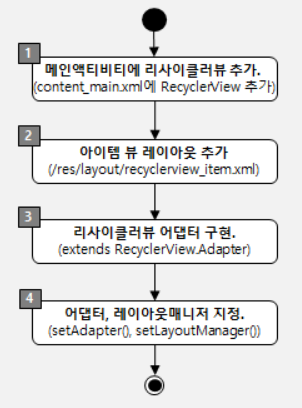 1
메인액티비티에 리사이클러뷰 추가.
(content_main.xml에 RecyclerView 추가)
2
아이템 뷰 레이아웃 추가
(/res/layout/recyclerview_item.xml)
3
리사이클러뷰 어댑터 구현.
(extends RecyclerView.Adapter)
4
어댑터, 레이아웃매니저 지정.
(setAdapter(), setLayoutManager())